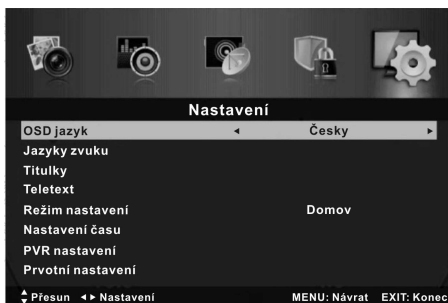 Nastavení
OSD jazyk Česky
Jazyky zvuku
Titulky
Teletext
Režim nastavení Domov
Nastavení času
PVR nastavení
Prvotní nastavení
Přesun Nastavení MENU: Návrat EXIT: Konec